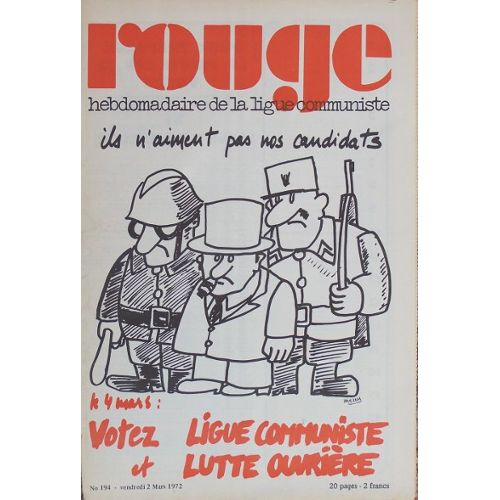 rouge
hebdomadaire de la ligue communiste
ils n'aiment pas nos candidats
le 4 mars :
Votez LIGUE COMMUNISTE
et LUTTE OUVRIÈRE
No 194 - vendredi 2 Mars 1972
20 pages - 2 francs